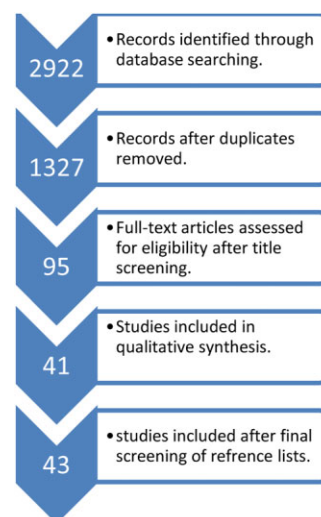 2922
•Records identified through
database searching.
1327
•Records after duplicates
removed.
95
•Full-text articles assessed
for eligibility after title
screening.
41
•Studies included in
qualitative synthesis.
43
•studies included after final
screening of refrence lists.